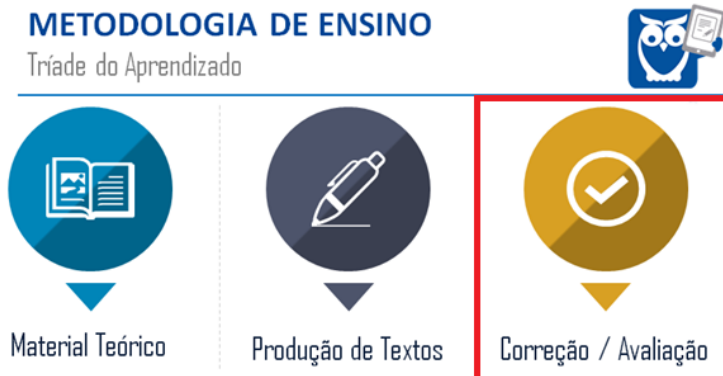 METODOLOGIA DE ENSINO
Tríade do Aprendizado
Material Teórico
Produção de Textos
Correção / Avaliação